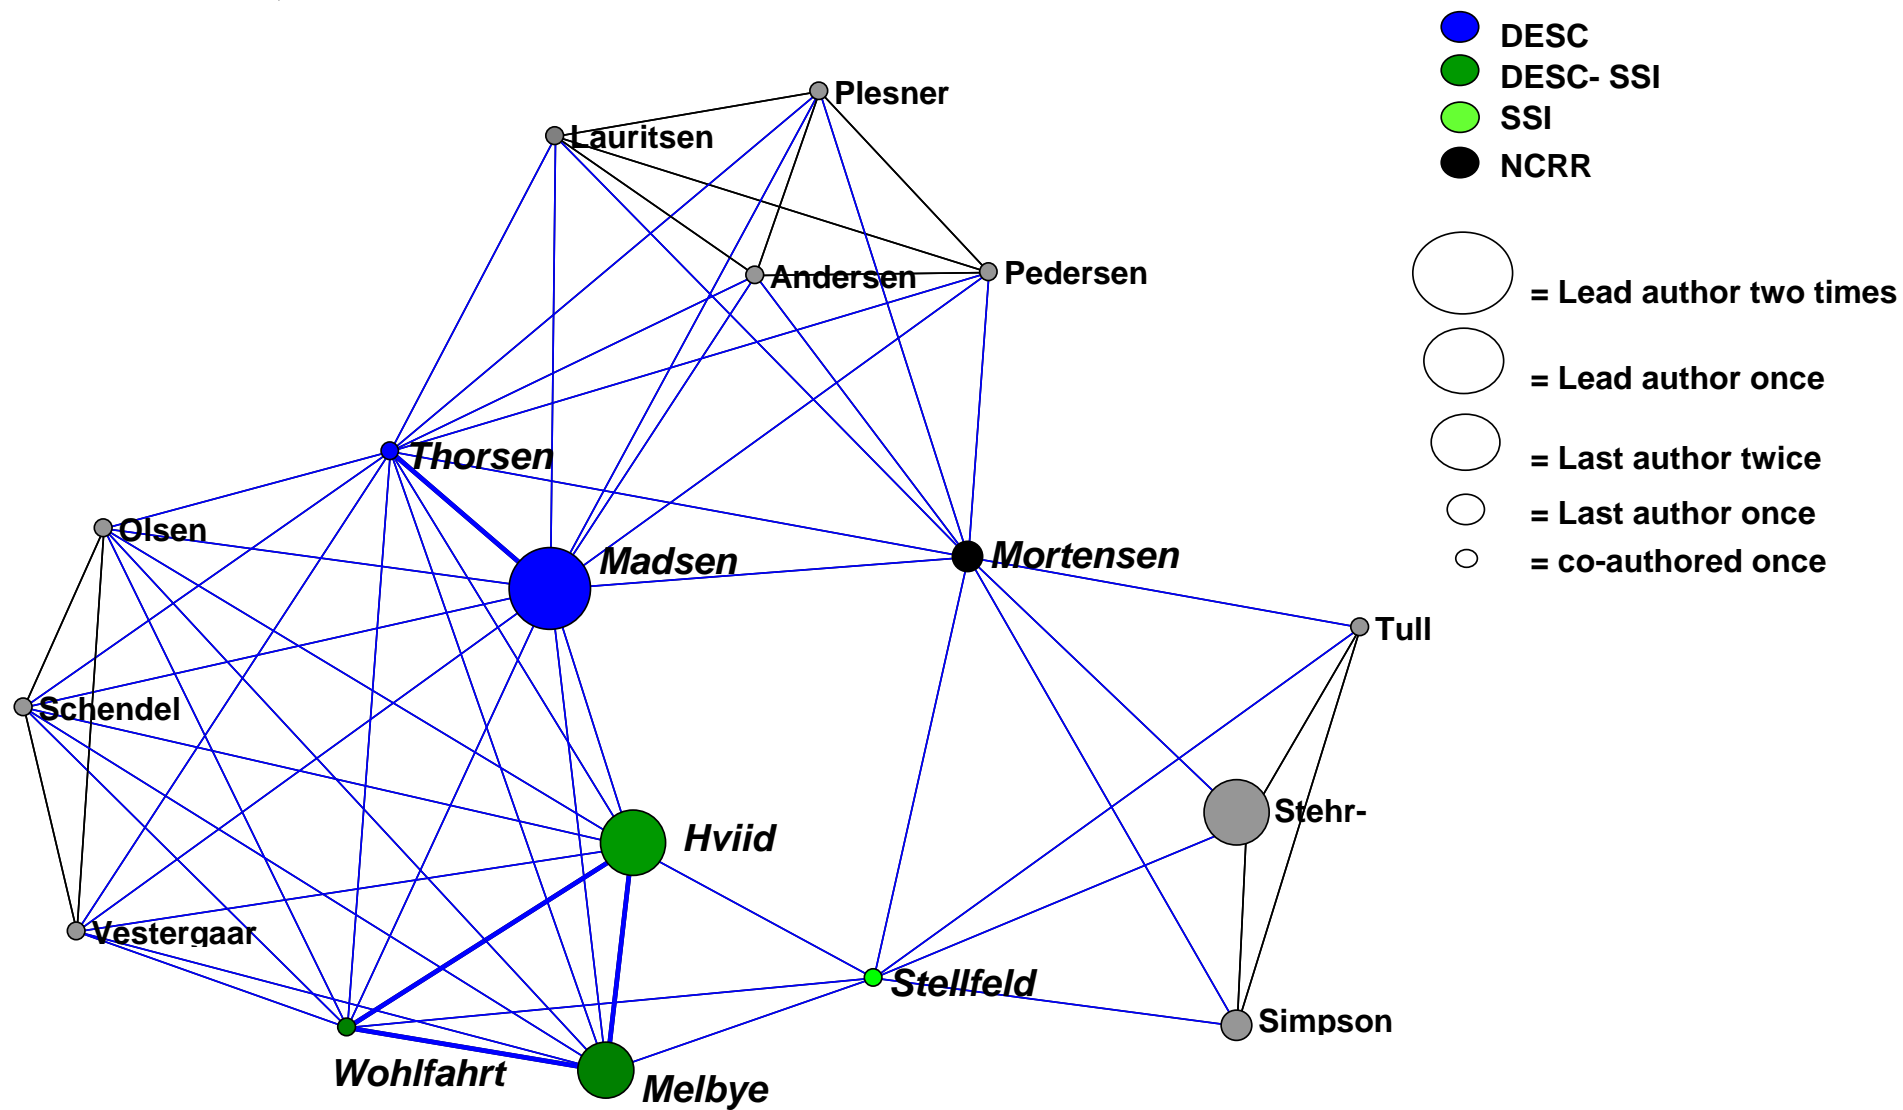 DESC
DESC- SSI
SSI
NCRR
= Lead author two times
= Lead author once
= Last author twice
= Last author once
= co-authored once
Plesner
Lauritsen
Andersen
Pedersen
Thorsen
Olsen
Madsen
Mortensen
Tull
Schendel
Stehr-
Hviid
Vestergaar
Stellfeld
Simpson
Wohlfahrt
Melbye